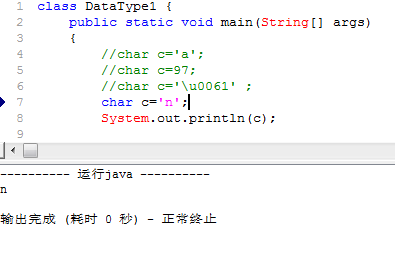 1 class DataType1 {
2 public static void main(String[] args)
3 {
4 //char c='a';
5 //char c=97;
6 //char c='\u0061' ;
7 char c='n';
8 System.out.println(c);
9
---------- 运行java ----------
n
输出完成 (耗时 0 秒) - 正常终止